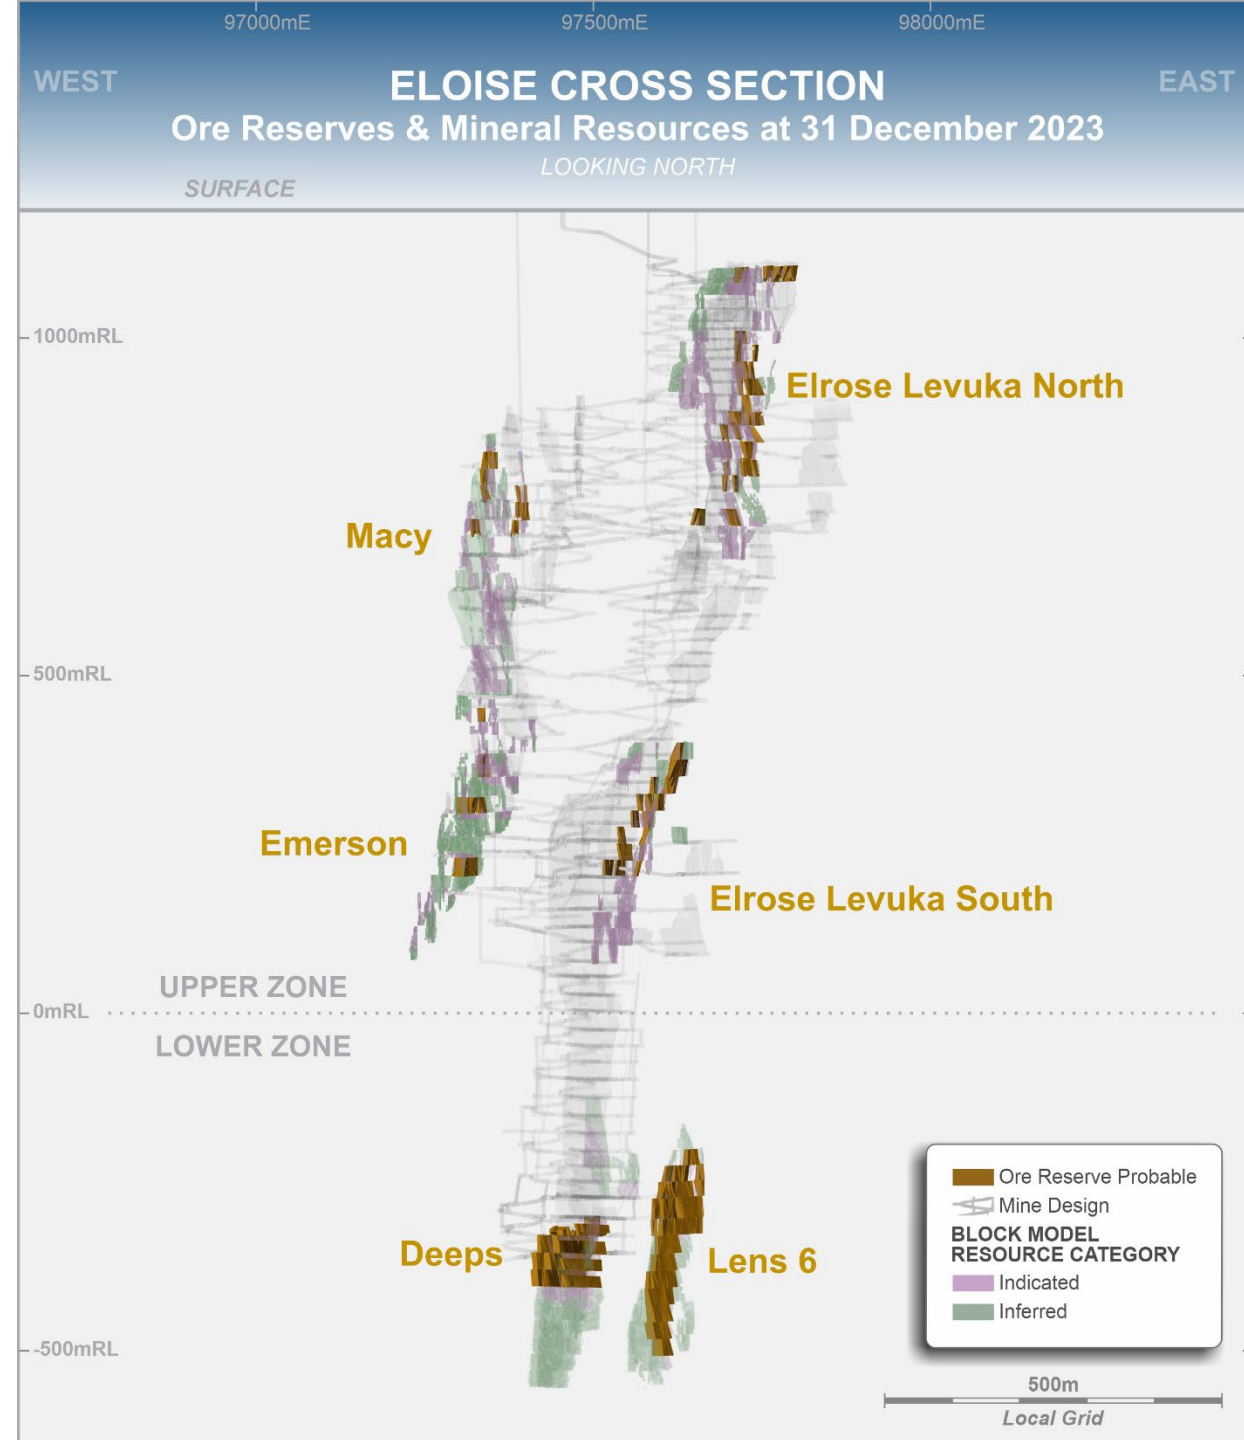 97000mE 97500mE 98000mE
WEST EAST
ELOISE CROSS SECTION
Ore Reserves & Mineral Resources at 31 December 2023
LOOKING NORTH
SURFACE
1000mRL
Elrose Levuka North
Macy
500mRL
Emerson
Elrose Levuka South
UPPER ZONE
0mRL
LOWER ZONE
Deeps
Lens 6
-500mRL
Ore Reserve Probable
Mine Design
BLOCK MODEL
RESOURCE CATEGORY
Indicated
Inferred
500m
Local Grid